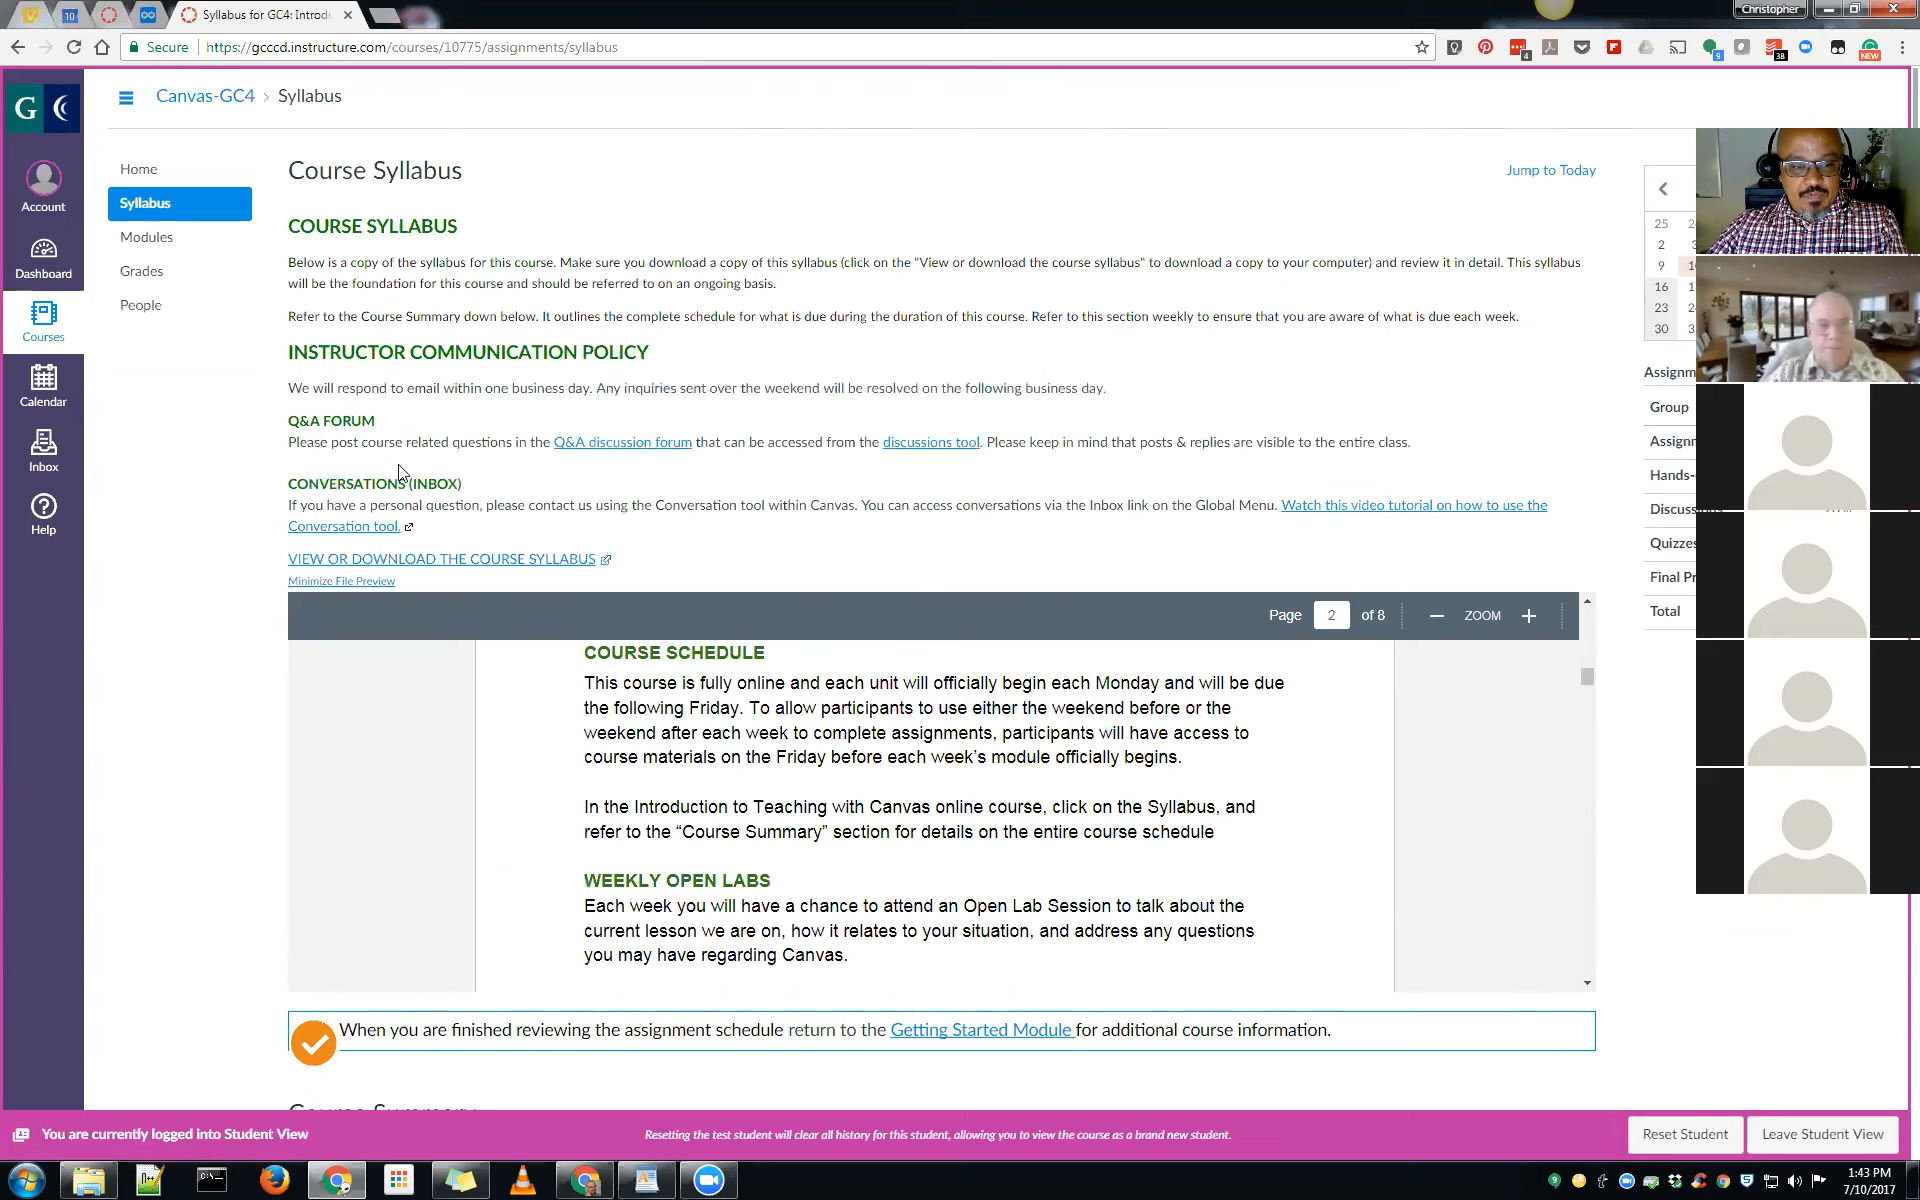 Syllabus for GC4: Introdu
Christopher
Secure
https://gcccd.instructure.com/courses/10775/assignments/syllabus
4
9
38
NEW
G
Canvas-GC4 › Syllabus
Account
Dashboard
Courses
Calendar
Inbox
Help
Home
Syllabus
Modules
Grades
People
Course Syllabus
Jump to Today
COURSE SYLLABUS
Below is a copy of the syllabus for this course. Make sure you download a copy of this syllabus (click on the “View or download the course syllabus” to download a copy to your computer) and review it in detail. This syllabus
will be the foundation for this course and should be referred to on an ongoing basis.
Refer to the Course Summary down below. It outlines the complete schedule for what is due during the duration of this course. Refer to this section weekly to ensure that you are aware of what is due each week.
INSTRUCTOR COMMUNICATION POLICY
We will respond to email within one business day. Any inquiries sent over the weekend will be resolved on the following business day.
Q&A FORUM
Please post course related questions in the Q&A discussion forum that can be accessed from the discussions tool. Please keep in mind that posts & replies are visible to the entire class.
CONVERSATIONS (INBOX)
If you have a personal question, please contact us using the Conversation tool within Canvas. You can access conversations via the Inbox link on the Global Menu. Watch this video tutorial on how to use the
Conversation tool.
VIEW OR DOWNLOAD THE COURSE SYLLABUS
Minimize File Preview
Page 2 of 8 ZOOM
COURSE SCHEDULE
This course is fully online and each unit will officially begin each Monday and will be due
the following Friday. To allow participants to use either the weekend before or the
weekend after each week to complete assignments, participants will have access to
course materials on the Friday before each week’s module officially begins.
In the Introduction to Teaching with Canvas online course, click on the Syllabus, and
refer to the “Course Summary” section for details on the entire course schedule
WEEKLY OPEN LABS
Each week you will have a chance to attend an Open Lab Session to talk about the
current lesson we are on, how it relates to your situation, and address any questions
you may have regarding Canvas.
When you are finished reviewing the assignment schedule return to the Getting Started Module for additional course information.
25
2
9
16
23
30
Assignm
Group
Assignn
Hands-
Discuss
Quizzes
Final Pr
Total
You are currently logged into Student View
Resetting the test student will clear all history for this student, allowing you to view the course as a brand new student.
Reset Student
Leave Student View
1:43 PM
7/10/2017